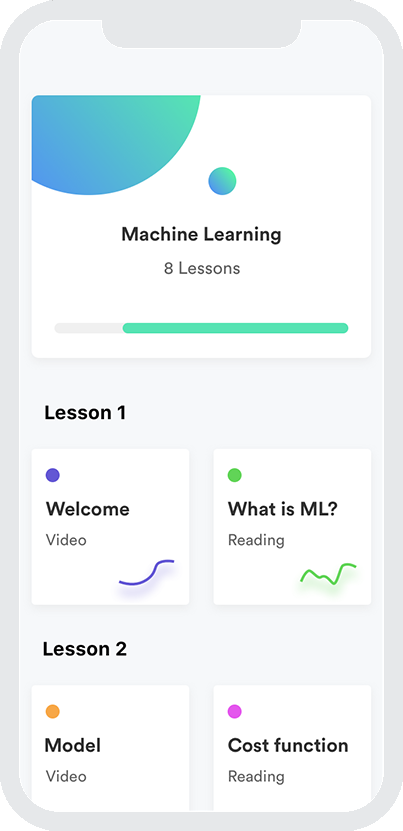 Machine Learning
8 Lessons
Lesson 1
Welcome
Video
What is ML?
Reading
Lesson 2
Model
Video
Cost function
Reading